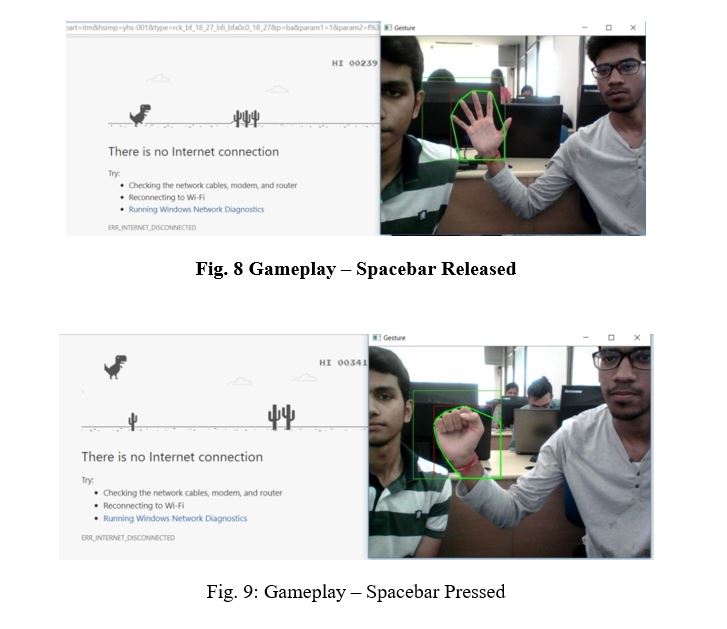 part=itm&hsimp=yhs-001&type=rck_bf_18_27_bfi_bfa0c0_18_27&p=ba&param1=1&param2=f%3
Gesture
HI 00239
There is no Internet connection
Try:
• Checking the network cables, modem, and router
• Reconnecting to Wi-Fi
• Running Windows Network Diagnostics
ERR_INTERNET_DISCONNECTED
Fig. 8 Gameplay – Spacebar Released
Gesture
HI 00341
There is no Internet connection
Try:
• Checking the network cables, modem, and router
• Reconnecting to Wi-Fi
• Running Windows Network Diagnostics
ERR_INTERNET_DISCONNECTED
Fig. 9: Gameplay – Spacebar Pressed